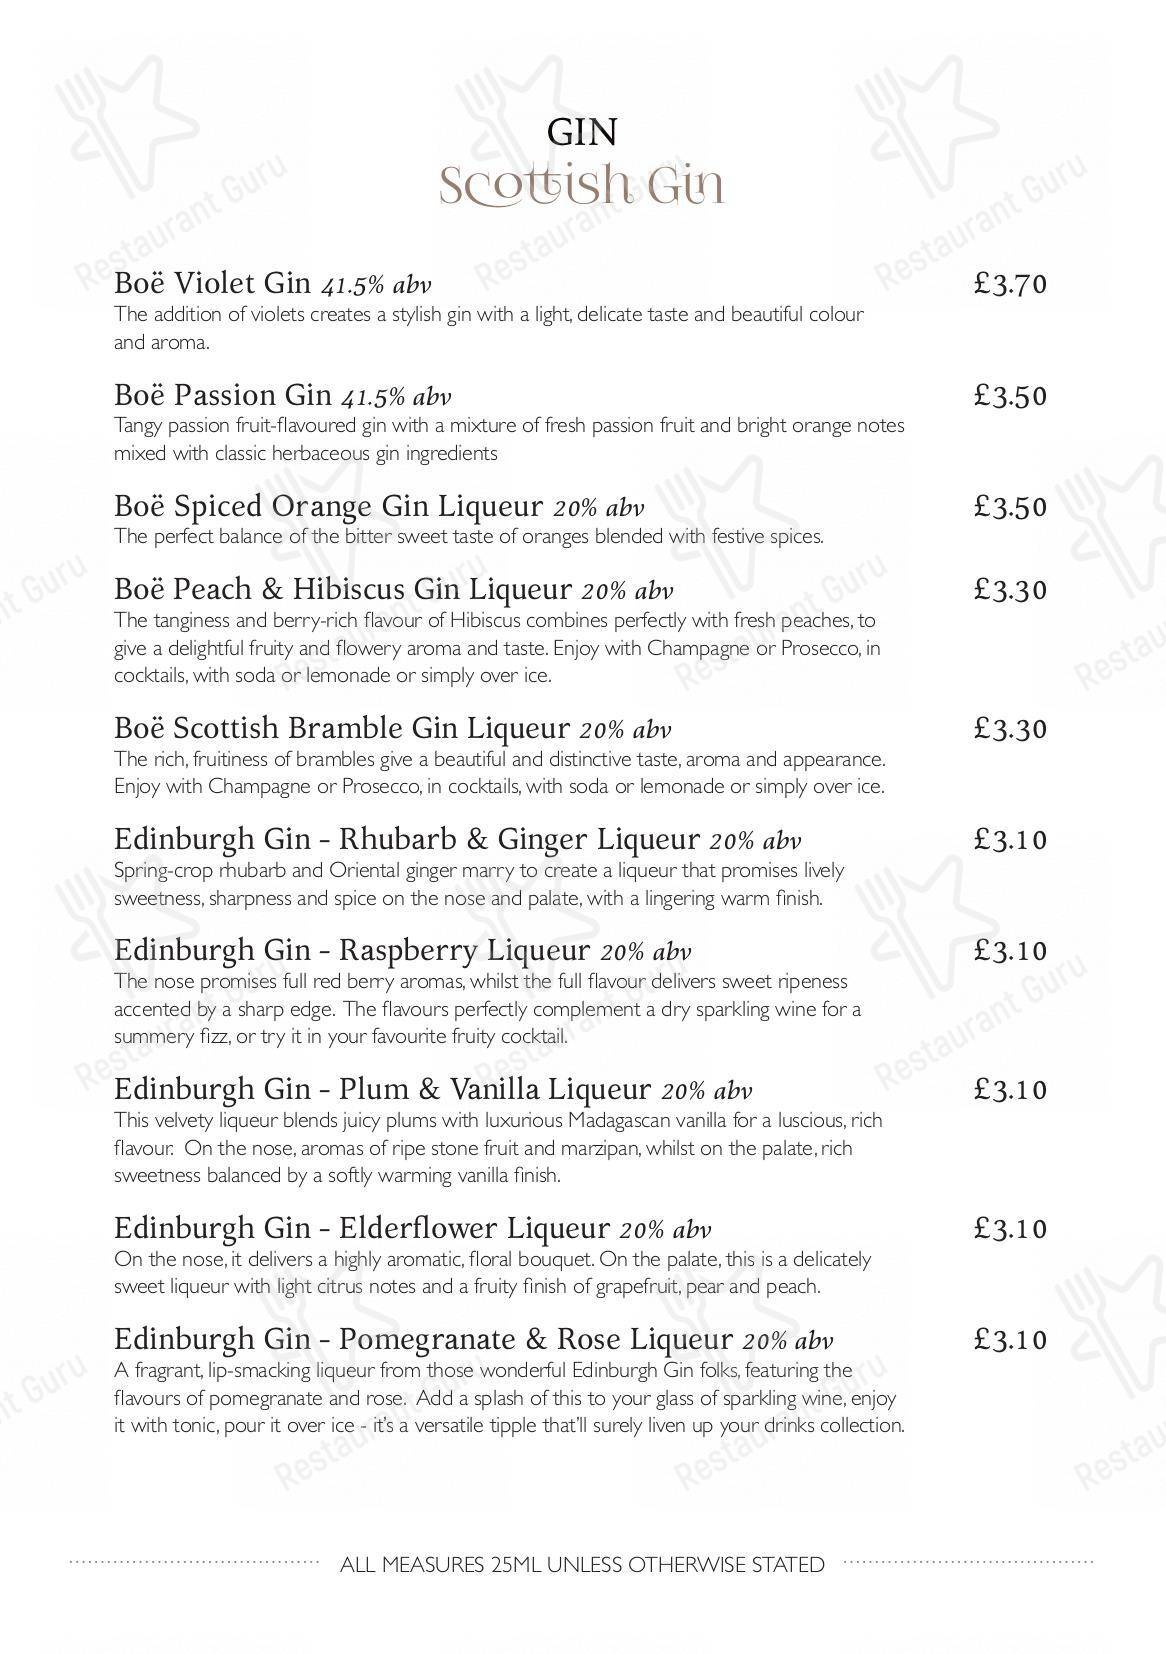 GIN
Scottish Gin
Boë Violet Gin 41.5% abv £3.70
The addition of violets creates a stylish gin with a light, delicate taste and beautiful colour
and aroma.
Boë Passion Gin 41.5% abv £3.50
Tangy passion fruit-flavoured gin with a mixture of fresh passion fruit and bright orange notes
mixed with classic herbaceous gin ingredients
Boë Spiced Orange Gin Liqueur 20% abv £3.50
The perfect balance of the bitter sweet taste of oranges blended with festive spices.
Boë Peach & Hibiscus Gin Liqueur 20% abv £3.30
The tanginess and berry-rich flavour of Hibiscus combines perfectly with fresh peaches, to
give a delightful fruity and flowery aroma and taste. Enjoy with Champagne or Prosecco, in
cocktails, with soda or lemonade or simply over ice.
Boë Scottish Bramble Gin Liqueur 20% abv £3.30
The rich, fruitiness of brambles give a beautiful and distinctive taste, aroma and appearance.
Enjoy with Champagne or Prosecco, in cocktails, with soda or lemonade or simply over ice.
Edinburgh Gin - Rhubarb & Ginger Liqueur 20% abv £3.10
Spring-crop rhubarb and Oriental ginger marry to create a liqueur that promises lively
sweetness, sharpness and spice on the nose and palate, with a lingering warm finish.
Edinburgh Gin - Raspberry Liqueur 20% abv £3.10
The nose promises full red berry aromas, whilst the full flavour delivers sweet ripeness
accented by a sharp edge. The flavours perfectly complement a dry sparkling wine for a
summery fizz, or try it in your favourite fruity cocktail.
Edinburgh Gin - Plum & Vanilla Liqueur 20% abv £3.10
This velvety liqueur blends juicy plums with luxurious Madagascan vanilla for a luscious, rich
flavour. On the nose, aromas of ripe stone fruit and marzipan, whilst on the palate, rich
sweetness balanced by a softly warming vanilla finish.
Edinburgh Gin - Elderflower Liqueur 20% abv £3.10
On the nose, it delivers a highly aromatic, floral bouquet. On the palate, this is a delicately
sweet liqueur with light citrus notes and a fruity finish of grapefruit, pear and peach.
Edinburgh Gin - Pomegranate & Rose Liqueur 20% abv £3.10
A fragrant, lip-smacking liqueur from those wonderful Edinburgh Gin folks, featuring the
flavours of pomegranate and rose. Add a splash of this to your glass of sparkling wine, enjoy
it with tonic, pour it over ice - it's a versatile tipple that'll surely liven up your drinks collection.
ALL MEASURES 25ML UNLESS OTHERWISE STATED
Restaurant Guru
Restaurant Guru
Restaurant Guru
Restaurant Guru
Restaurant Guru
Restaurant Guru
Restaurant Guru
Restaurant Guru
Restaurant Guru
Restaurant Guru